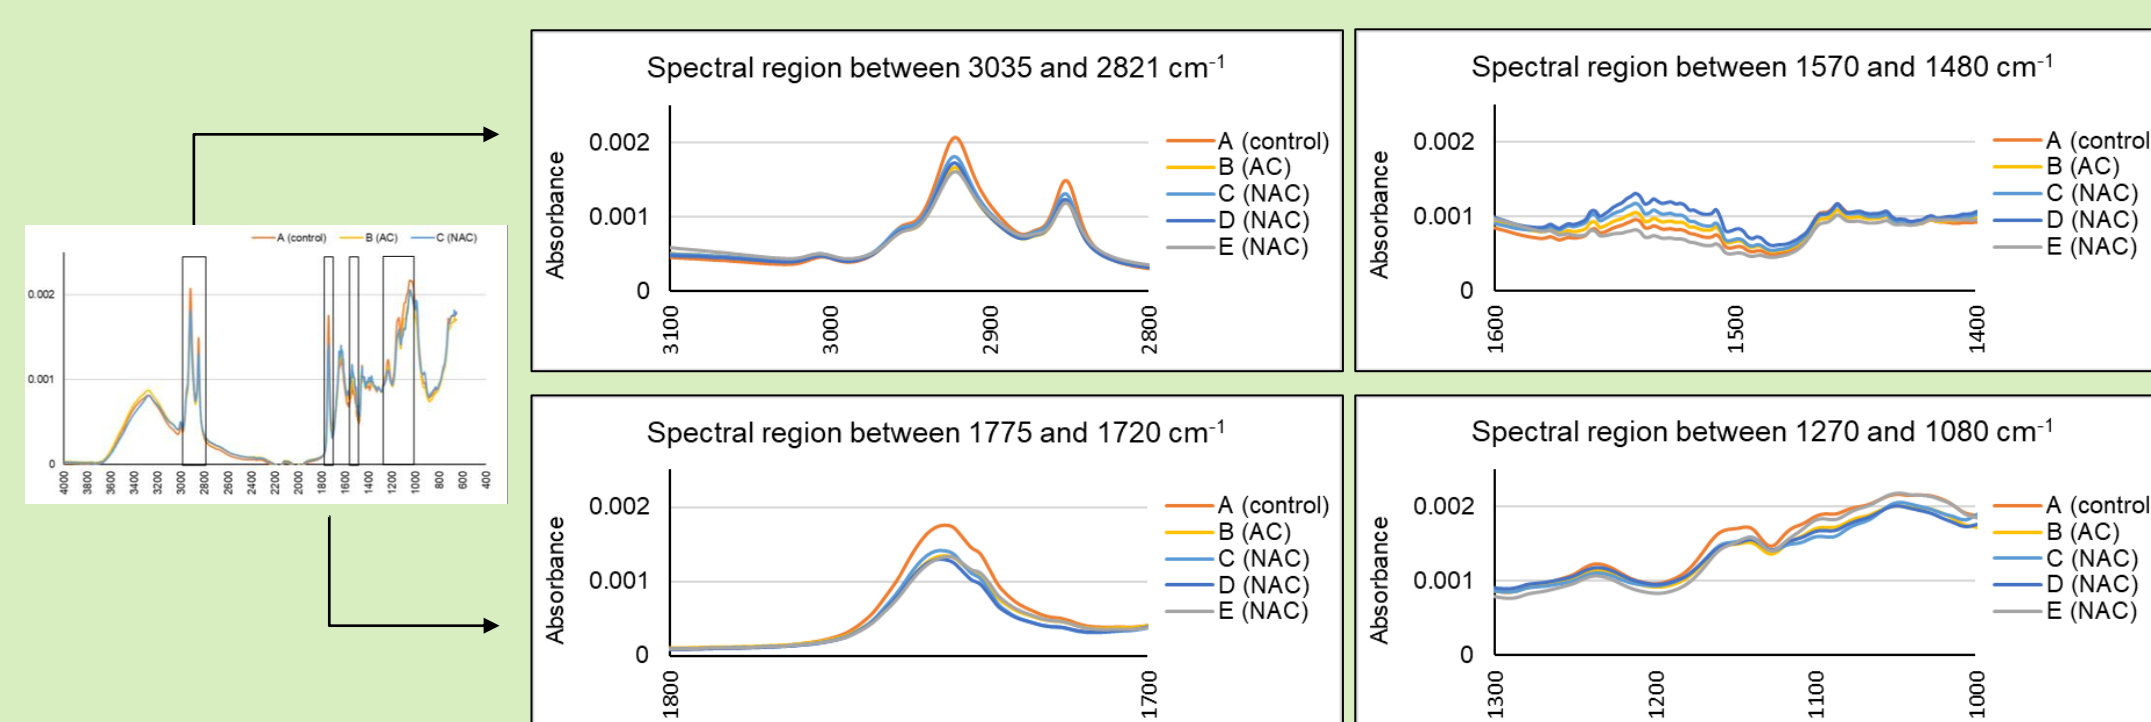 A (control) B (AC) C (NAC)
0.002
0.001
0
4000 3800 3600 3400 3200 3000 2800 2600 2400 2200 2000 1800 1600 1400 1200 1000 800 600 400
Spectral region between 3035 and 2821 cm-1
Absorbance
0.002
0.001
0
3100 3000 2900 2800
A (control)
B (AC)
C (NAC)
D (NAC)
E (NAC)
Spectral region between 1570 and 1480 cm-1
Absorbance
0.002
0.001
0
1600 1500 1400
A (control
B (AC)
C (NAC)
D (NAC)
E (NAC)
Spectral region between 1775 and 1720 cm-1
Absorbance
0.002
0.001
0
1800 1700
A (control)
B (AC)
C (NAC)
D (NAC)
E (NAC)
Spectral region between 1270 and 1080 cm-1
Absorbance
0.002
0.001
0
1300 1200 1100 1000
A (control
B (AC)
C (NAC)
D (NAC)
E (NAC)